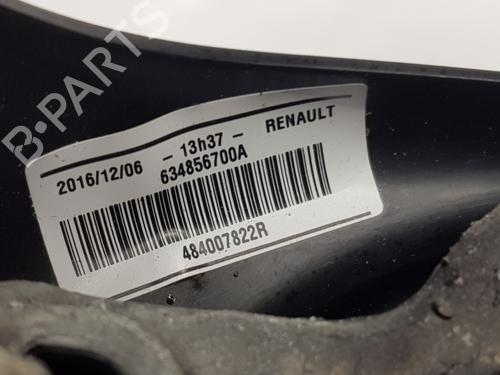 B-PARTS
2016/12/06 - 13h37 - RENAULT
634856700A
484007822R